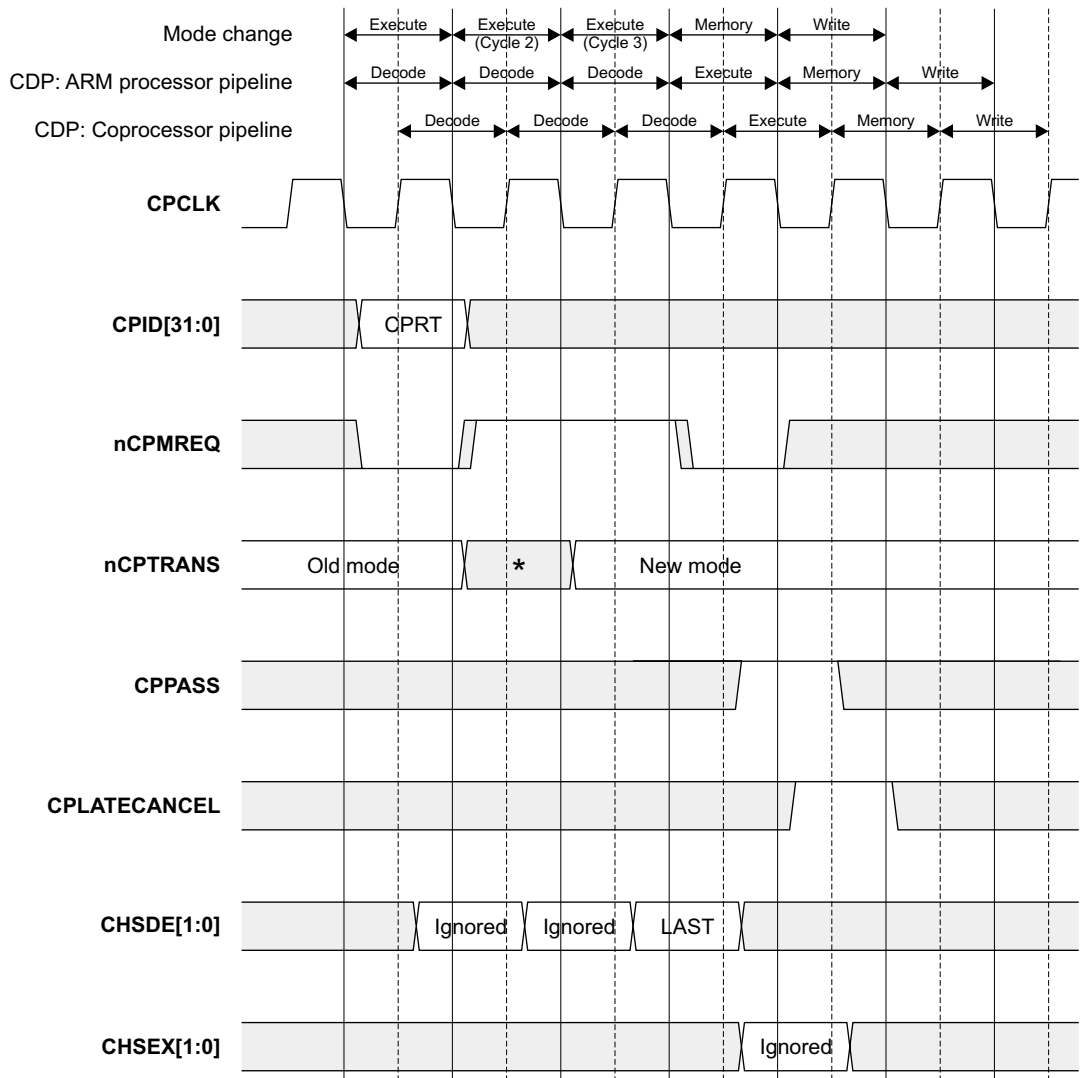 Mode change Execute Execute Execute Memory Write
(Cycle 2) (Cycle 3)
CDP: ARM processor pipeline Decode Decode Decode Execute Memory Write
CDP: Coprocessor pipeline Decode Decode Decode Execute Memory Write
CPCLK
CPID[31:0] CPRT
nCPMREQ
nCPTRANS Old mode * New mode
CPPASS
CPLATECANCEL
CHSDE[1:0] Ignored Ignored LAST
CHSEX[1:0] Ignored